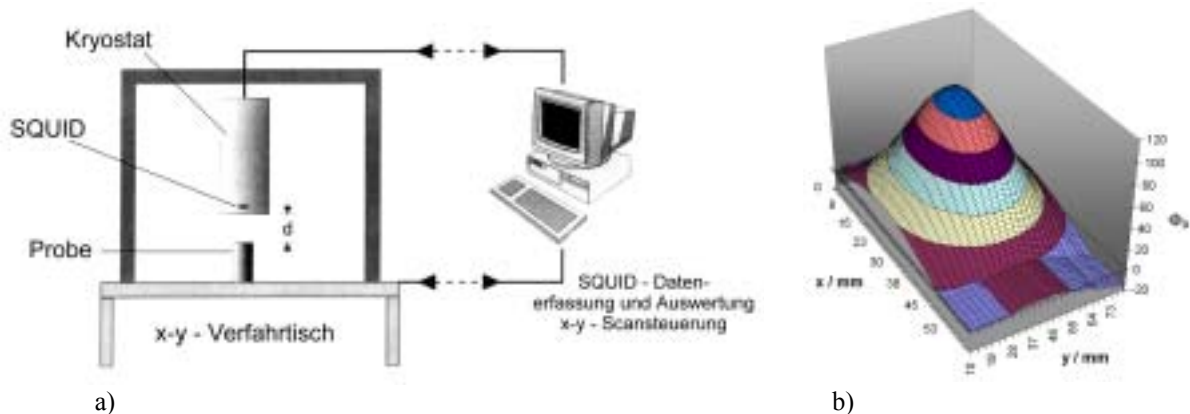 Kryostat
SQUID
d
Probe
x-y - Verfahrtisch
SQUID - Daten-
erfassung und Auswertung
x-y - Scansteuerung
120
100
80
60
40
20
0
-20
x / mm
y / mm
a)
b)